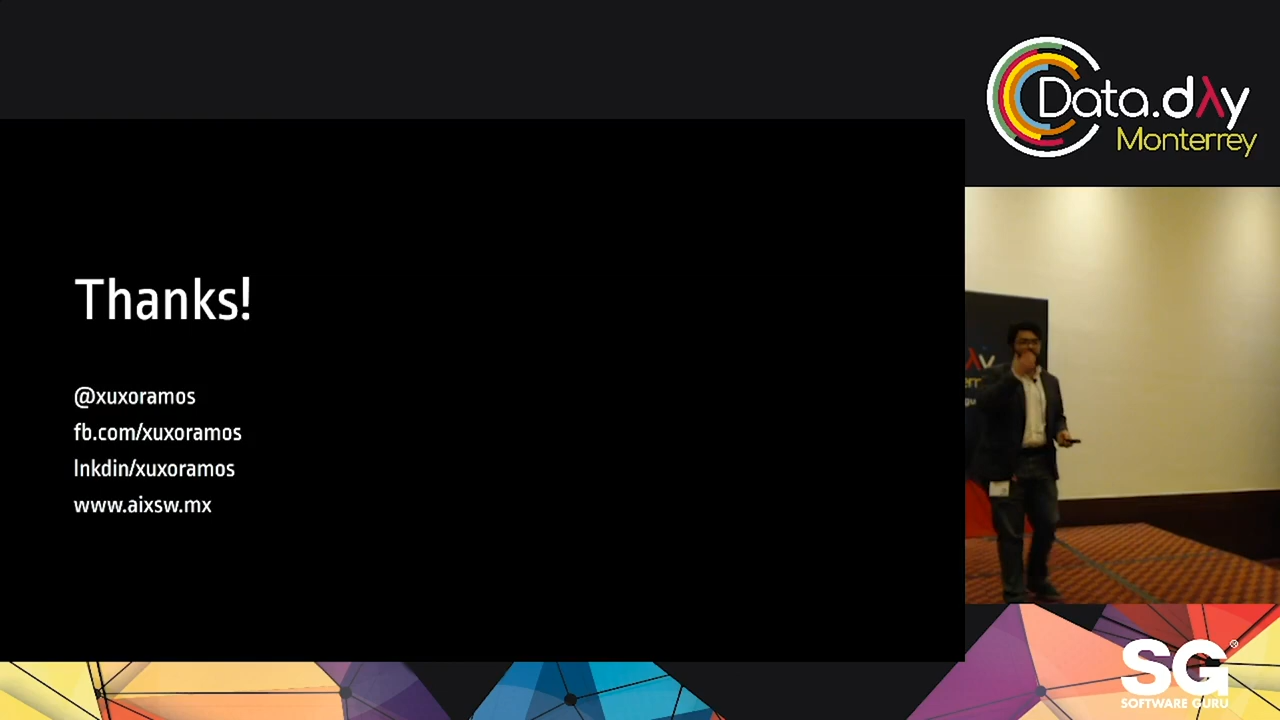 Data.dλy
Monterrey
Thanks!
@xuxoramos
fb.com/xuxoramos
lnkdin/xuxoramos
www.aixsw.mx
SG
SOFTWARE GURU